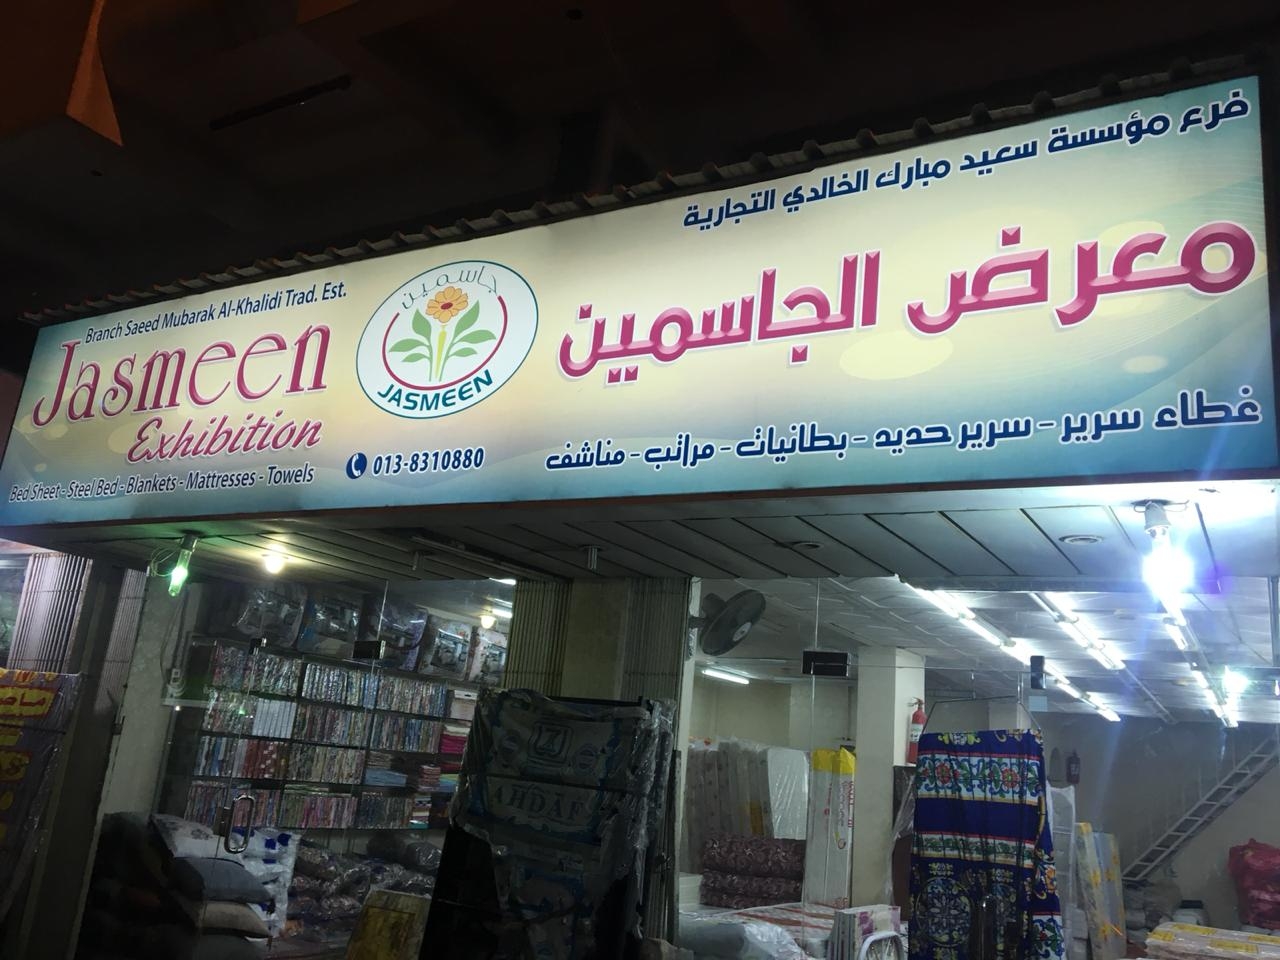 فرع مؤسسة سعيد مبارك الخالدي التجارية
معرض الجاسمين
غطاء سرير - سرير حديد - بطانيات - مراتب - مناشف
جاسمين
JASMEEN
Branch Saeed Mubarak Al-Khalidi Trad. Est.
Jasmeen
Exhibition
Bed Sheet - Steel Bed - Blankets - Mattresses - Towels
013-8310880
AHDAF